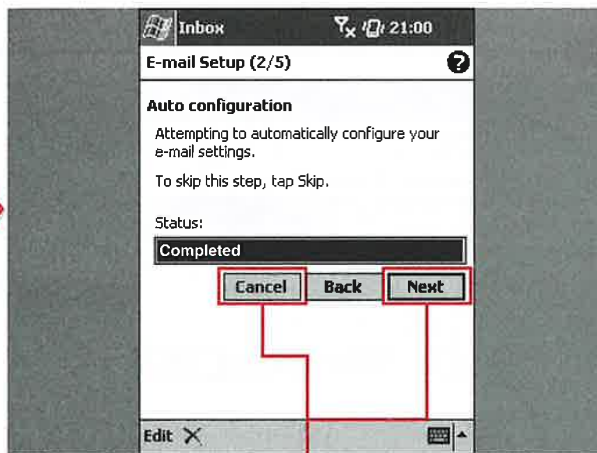 Inbox 21:00
E-mail Setup (2/5)
Auto configuration
Attempting to automatically configure your
e-mail settings.
To skip this step, tap Skip.
Status:
Completed
Cancel Back Next
Edit